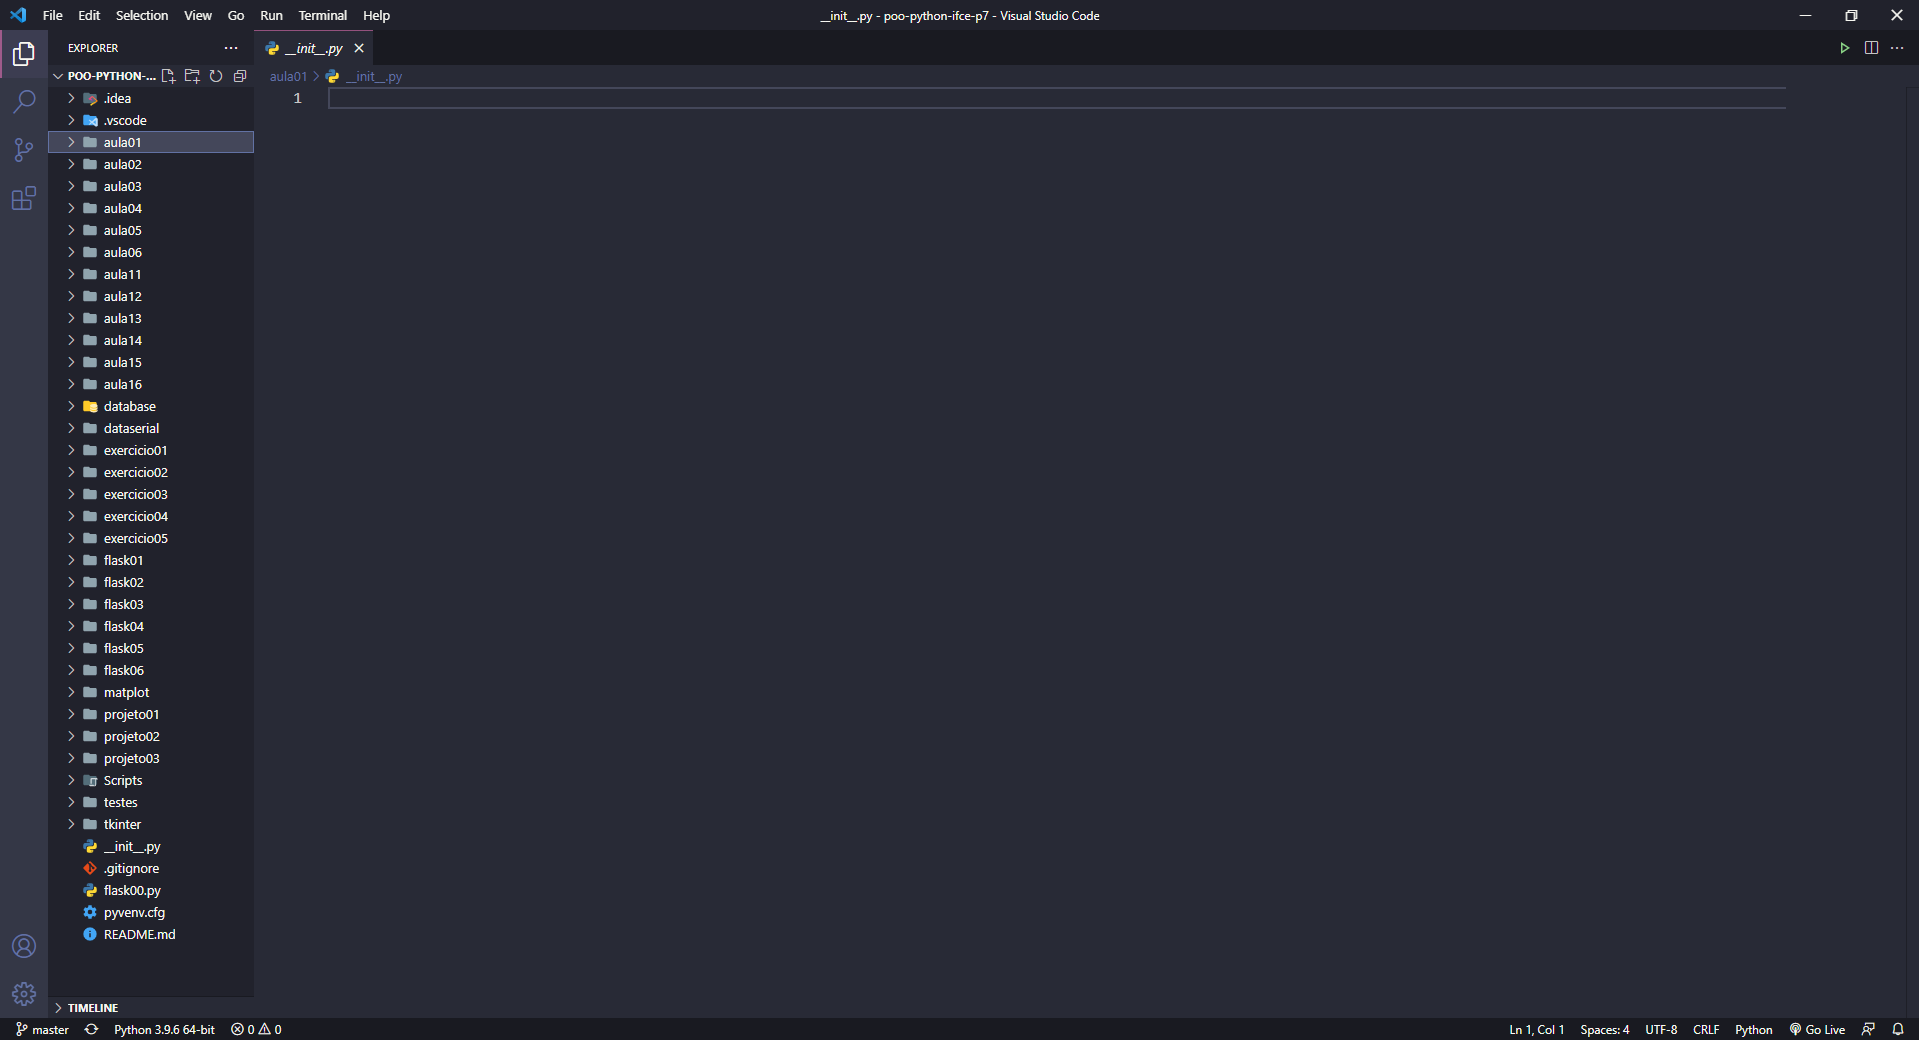 File Edit Selection View Go Run Terminal Help
__init__.py - poo-python-ifce-p7 - Visual Studio Code
EXPLORER
__init__.py
POO-PYTHON-...
aula01 > __init__.py
1
.idea
.vscode
aula01
aula02
aula03
aula04
aula05
aula06
aula11
aula12
aula13
aula14
aula15
aula16
database
dataserial
exercicio01
exercicio02
exercicio03
exercicio04
exercicio05
flask01
flask02
flask03
flask04
flask05
flask06
matplot
projeto01
projeto02
projeto03
Scripts
testes
tkinter
__init__.py
.gitignore
flask00.py
pyvenv.cfg
README.md
TIMELINE
master Python 3.9.6 64-bit 0 0 Ln 1, Col 1 Spaces: 4 UTF-8 CRLF Python Go Live